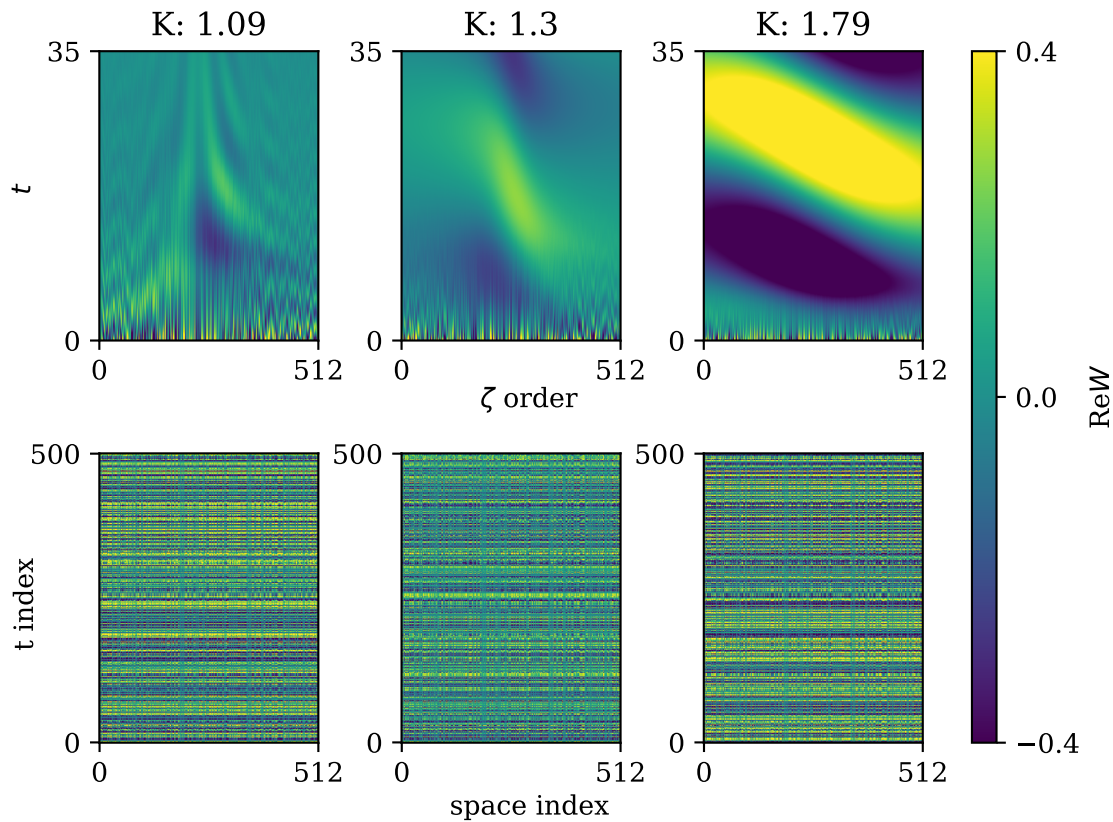 K: 1.09 K: 1.3 K: 1.79
35 35 35 0.4
t
0 0 0
0 512 0 512 0 512
ζ order
0.0
ReW
500 500 500
t index
0 0 0 −0.4
0 512 0 512 0 512
space index